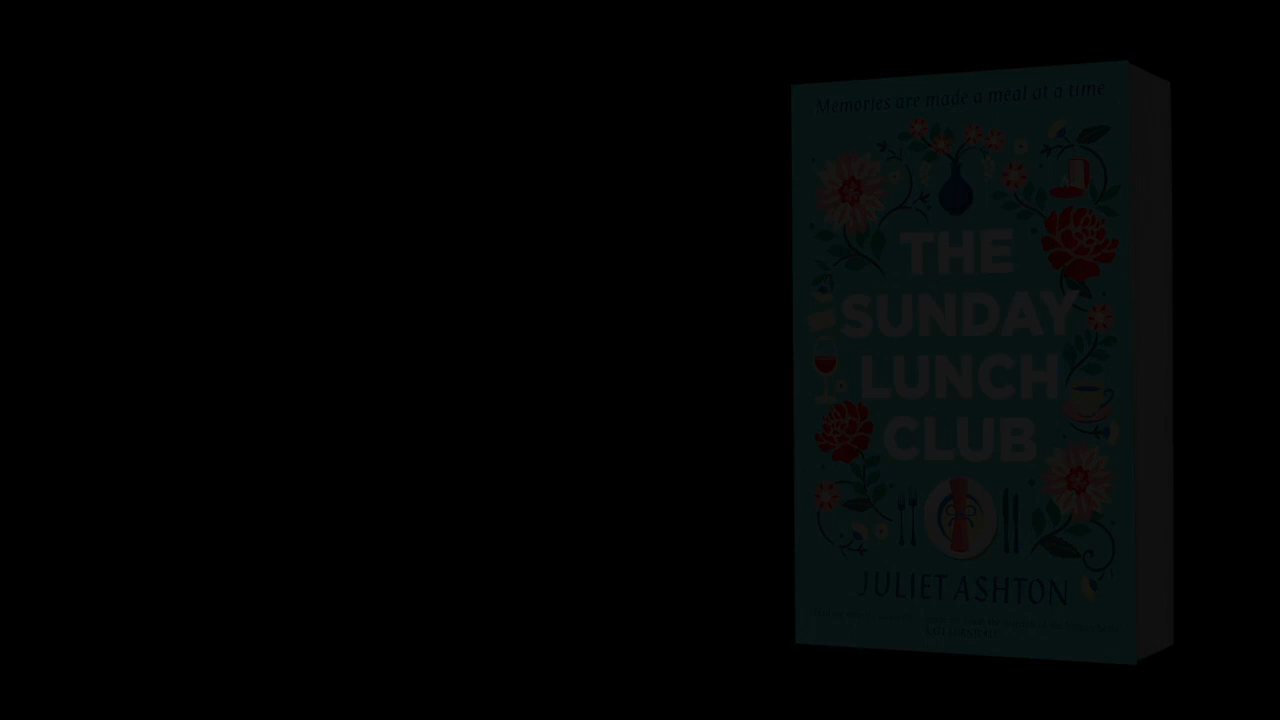 Memories are made a meal at a time
THE
SUNDAY
LUNCH
CLUB
JULIET ASHTON